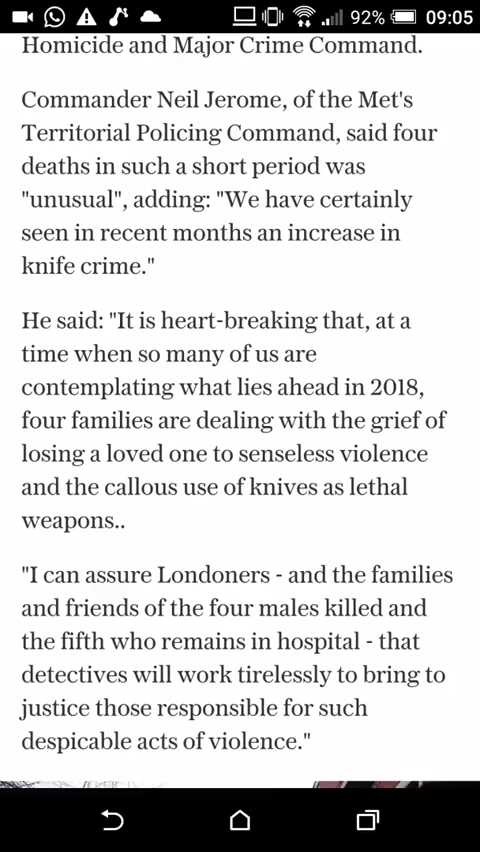 92% 09:05
Homicide and Major Crime Command.
Commander Neil Jerome, of the Met's
Territorial Policing Command, said four
deaths in such a short period was
"unusual", adding: "We have certainly
seen in recent months an increase in
knife crime."
He said: "It is heart-breaking that, at a
time when so many of us are
contemplating what lies ahead in 2018,
four families are dealing with the grief of
losing a loved one to senseless violence
and the callous use of knives as lethal
weapons..
"I can assure Londoners - and the families
and friends of the four males killed and
the fifth who remains in hospital - that
detectives will work tirelessly to bring to
justice those responsible for such
despicable acts of violence."